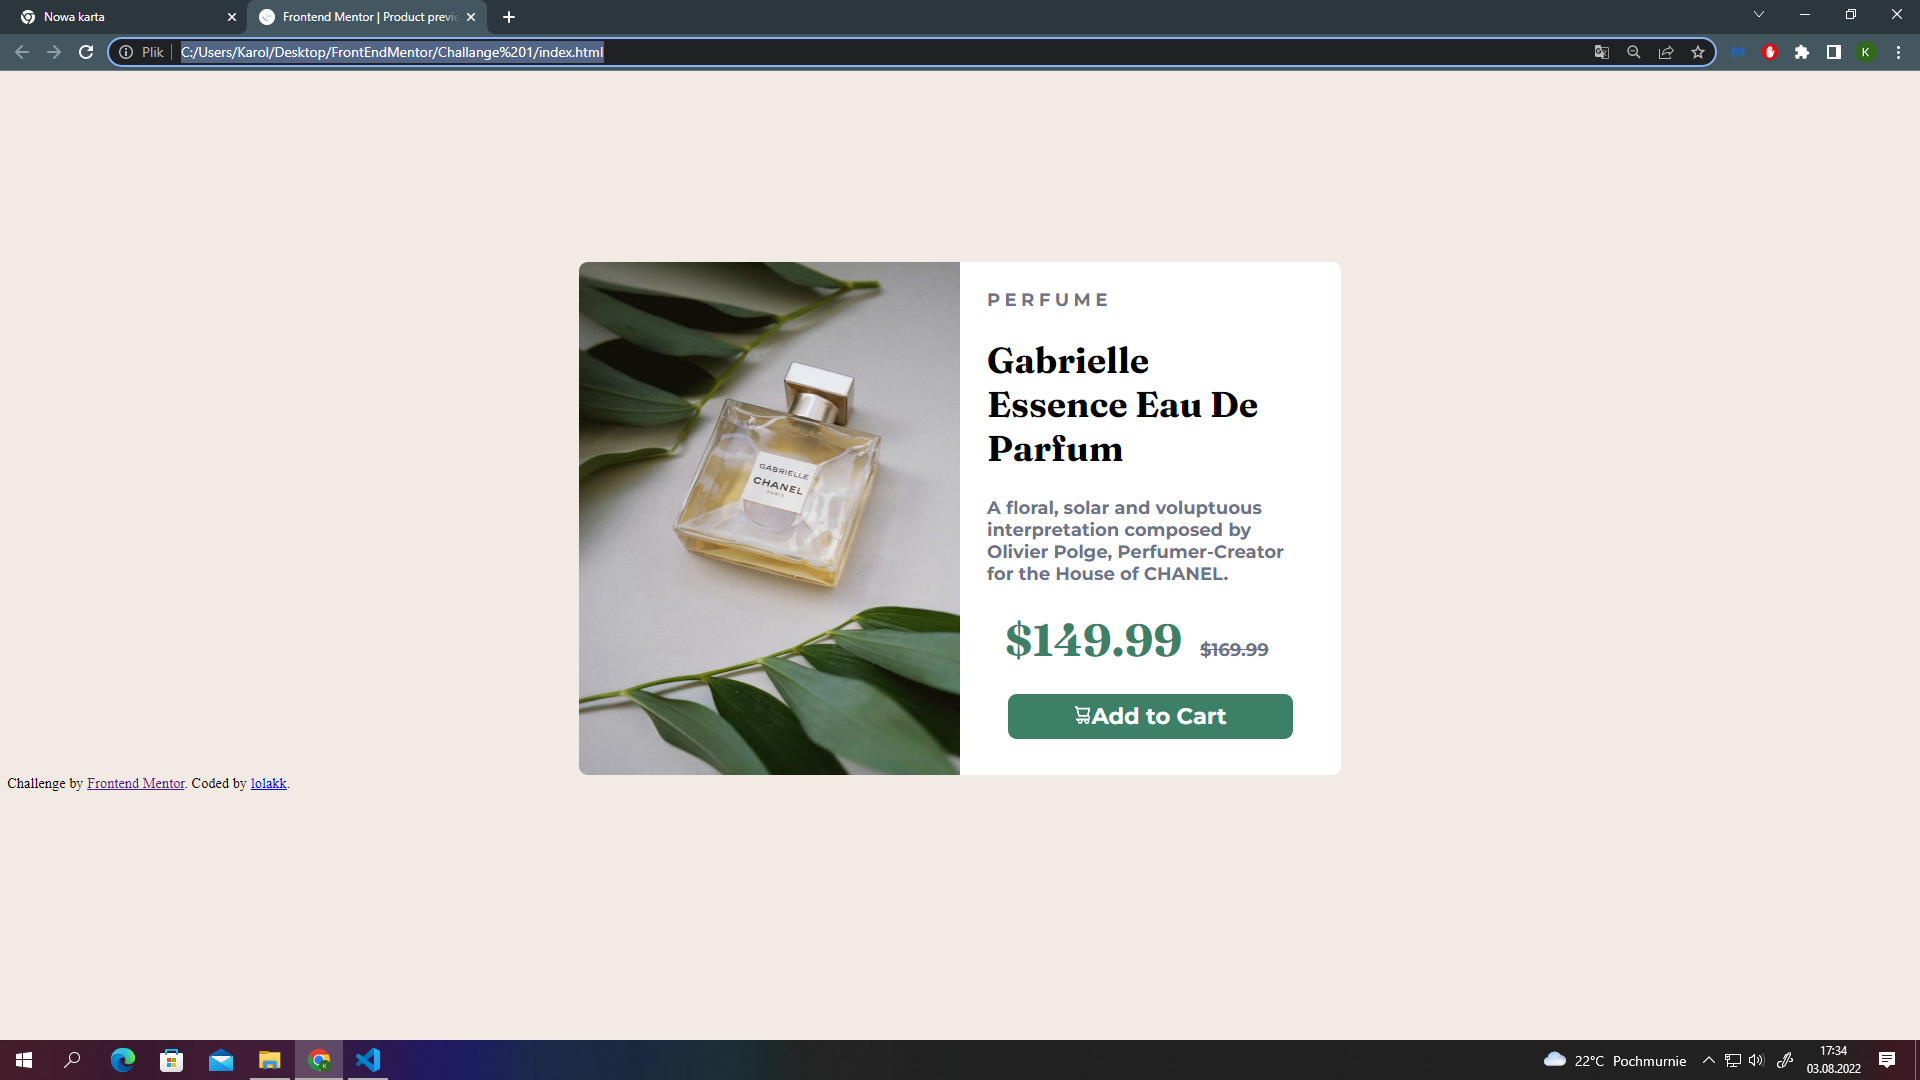 Nowa karta
Frontend Mentor | Product previe
Plik
C:/Users/Karol/Desktop/FrontEndMentor/Challange%201/index.html
K
PERFUME
Gabrielle
Essence Eau De
Parfum
A floral, solar and voluptuous
interpretation composed by
Olivier Polge, Perfumer-Creator
for the House of CHANEL.
$149.99 $169.99
Add to Cart
GABRIELLE
CHANEL
PARIS
Challenge by Frontend Mentor. Coded by lolakk.
22°C Pochmurnie
17:34
03.08.2022